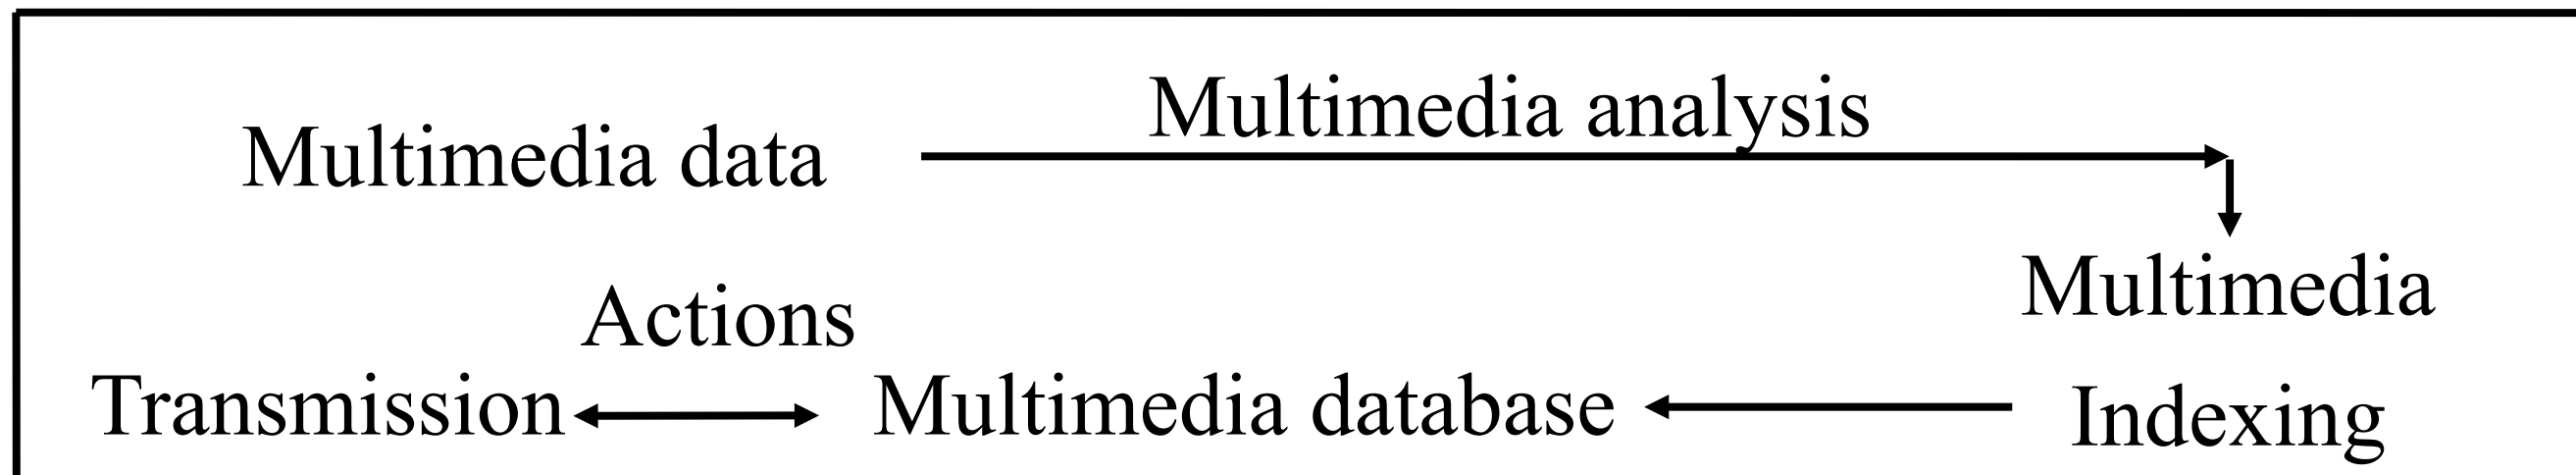 Multimedia analysis
Multimedia data
Multimedia
Actions
Transmission Multimedia database Indexing